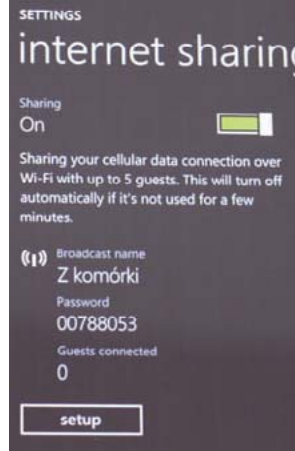 SETTINGS
internet sharing
Sharing
On
Sharing your cellular data connection over
Wi-Fi with up to 5 guests. This will turn off
automatically if it's not used for a few
minutes.
Broadcast name
Z komórki
Password
00788053
Guests connected
0
setup